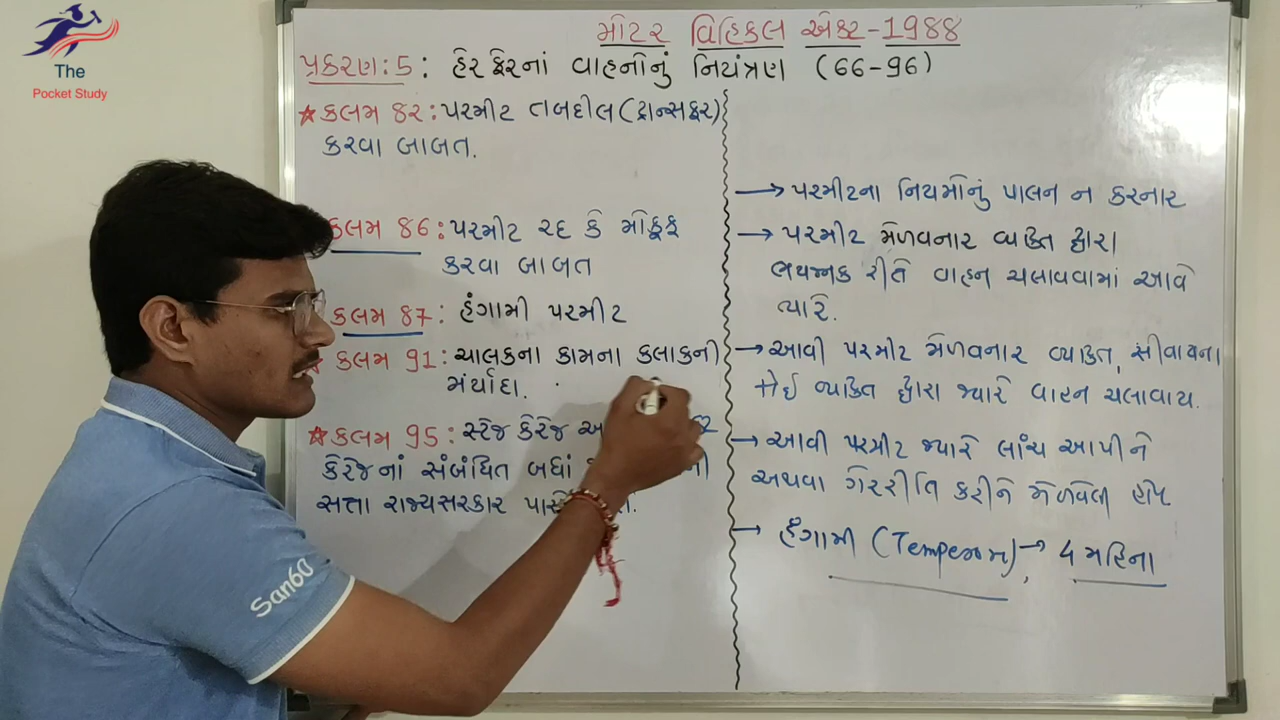 The
Pocket Study
મોટર વિહિકલ એક્ટ-1988
પ્રકરણ:5: હેરફેરનાં વાહનોનું નિયંત્રણ (66-96)
★ કલમ 82: પરમીટ તબદીલ (ટ્રાન્સફર)
કરવા બાબત.
કલમ 86: પરમીટ રદ કે મોકૂફ
કરવા બાબત
કલમ 87: હંગામી પરમીટ
કલમ 91: ચાલકના કામના કલાકની
મર્યાદા.
★ કલમ 95: સ્ટેજ કેરેજ
કેરેજનાં સંબંધિત બધાં
સત્તા રાજ્યસરકાર
→ પરમીટના નિયમોનું પાલન ન કરનાર
→ પરમીટ મેળવનાર વ્યક્તિ દ્વારા
ભયજનક રીતે વાહન ચલાવવામાં આવે
ત્યારે.
→ આવી પરમીટ મેળવનાર વ્યક્તિ સીવાયના
વ્યક્તિ દ્વારા જ્યારે વાહન ચલાવાય.
→ આવી પરમીટ જ્યારે લાંચ આપીને
અથવા ગેરરીતિ કરીને મેળવેલી હોય
→ હંગામી → 4 મહિના
San60